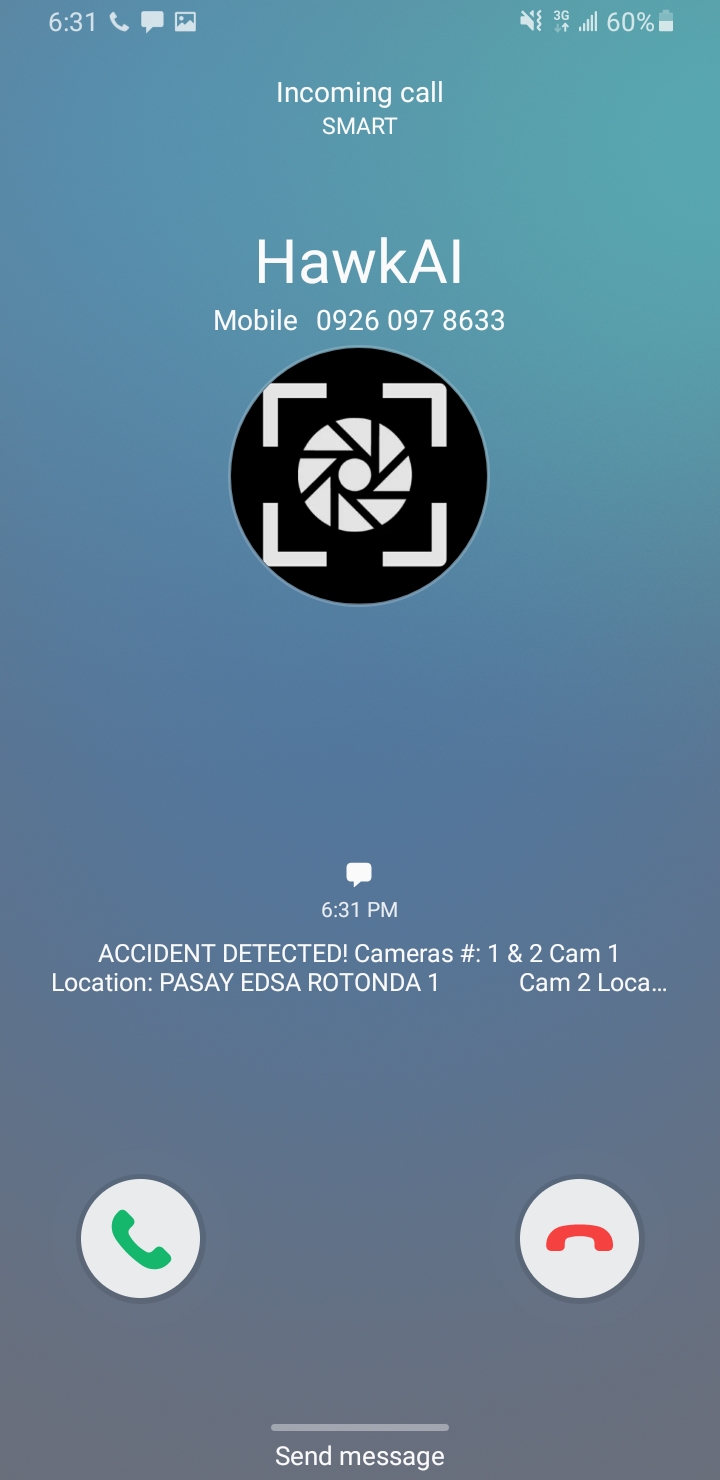 6:31 3G 60%
Incoming call
SMART
HawkAI
Mobile 0926 097 8633
6:31 PM
ACCIDENT DETECTED! Cameras #: 1 & 2 Cam 1
Location: PASAY EDSA ROTONDA 1 Cam 2 Loca...
Send message